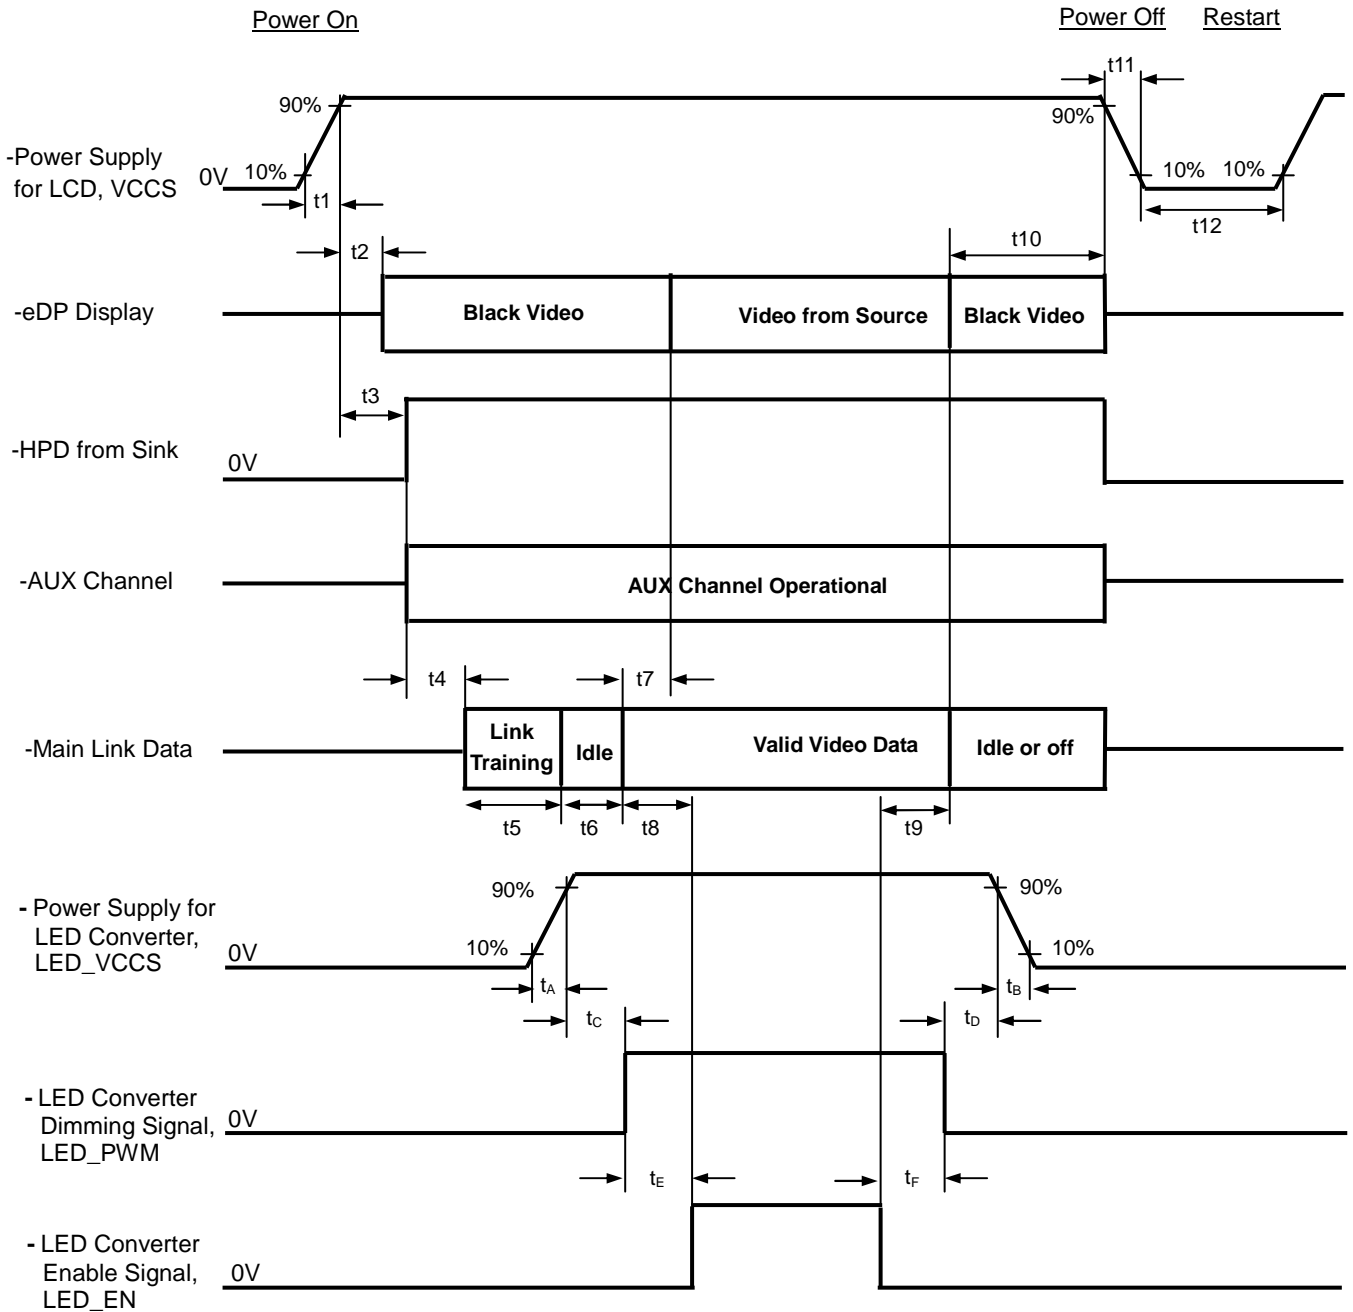 Power On
Power Off
Restart
t11
90%
90%
-Power Supply
for LCD, VCCS
0V
10%
10%
10%
t1
t12
t2
t10
-eDP Display
Black Video
Video from Source
Black Video
t3
-HPD from Sink
0V
-AUX Channel
AUX Channel Operational
t4
t7
-Main Link Data
Link
Training
Idle
Valid Video Data
Idle or off
t5
t6
t8
t9
90%
90%
- Power Supply for
LED Converter,
LED_VCCS
0V
10%
10%
tA
tB
tC
tD
- LED Converter
Dimming Signal,
LED_PWM
0V
tE
tF
- LED Converter
Enable Signal,
LED_EN
0V